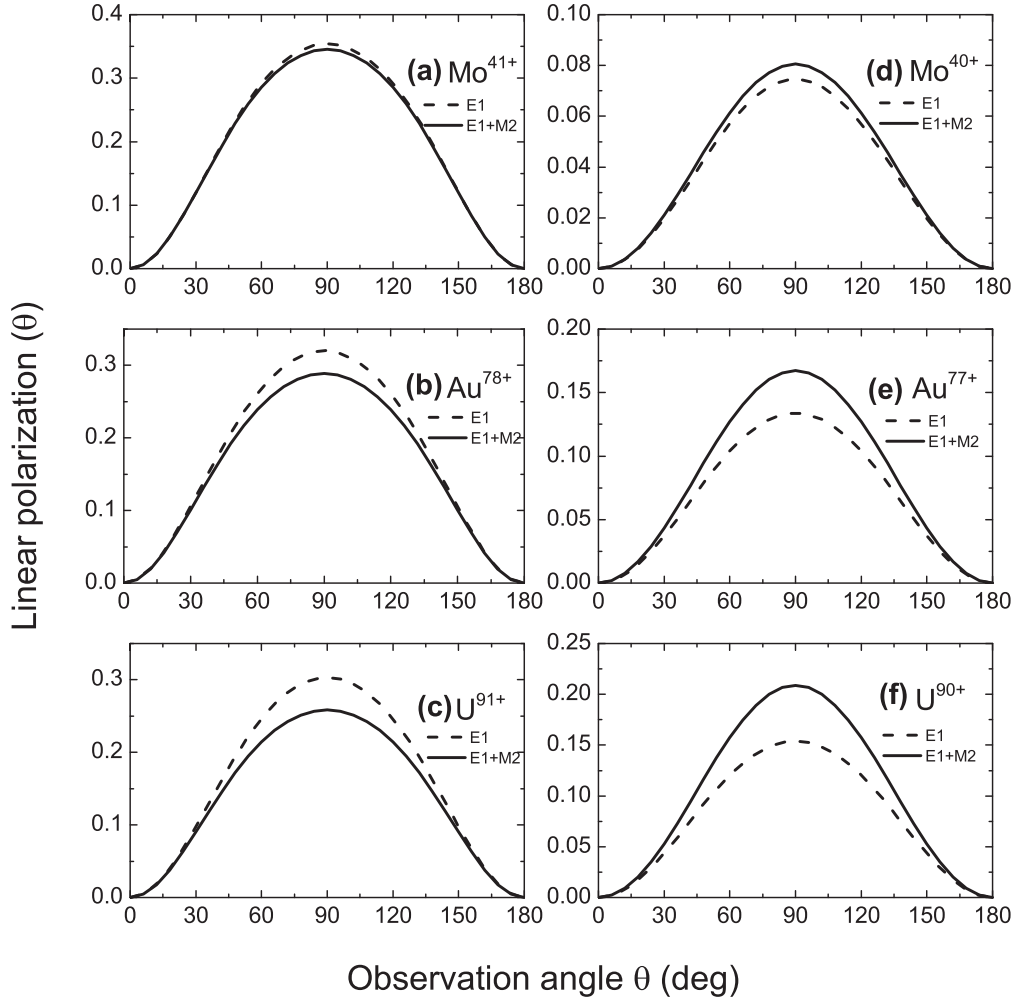 Linear polarization (θ)
0.4
0.3
0.2
0.1
0.0
0 30 60 90 120 150 180
(a) Mo⁴¹⁺
E1
E1+M2
0.10
0.08
0.06
0.04
0.02
0.00
0 30 60 90 120 150 180
(d) Mo⁴⁰⁺
E1
E1+M2
0.3
0.2
0.1
0.0
0 30 60 90 120 150 180
(b) Au⁷⁸⁺
E1
E1+M2
0.20
0.15
0.10
0.05
0.00
0 30 60 90 120 150 180
(e) Au⁷⁷⁺
E1
E1+M2
0.3
0.2
0.1
0.0
0 30 60 90 120 150 180
(c) U⁹¹⁺
E1
E1+M2
0.25
0.20
0.15
0.10
0.05
0.00
0 30 60 90 120 150 180
(f) U⁹⁰⁺
E1
E1+M2
Observation angle θ (deg)